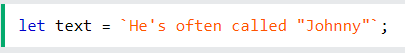 let text = `He's often called "Johnny"`;